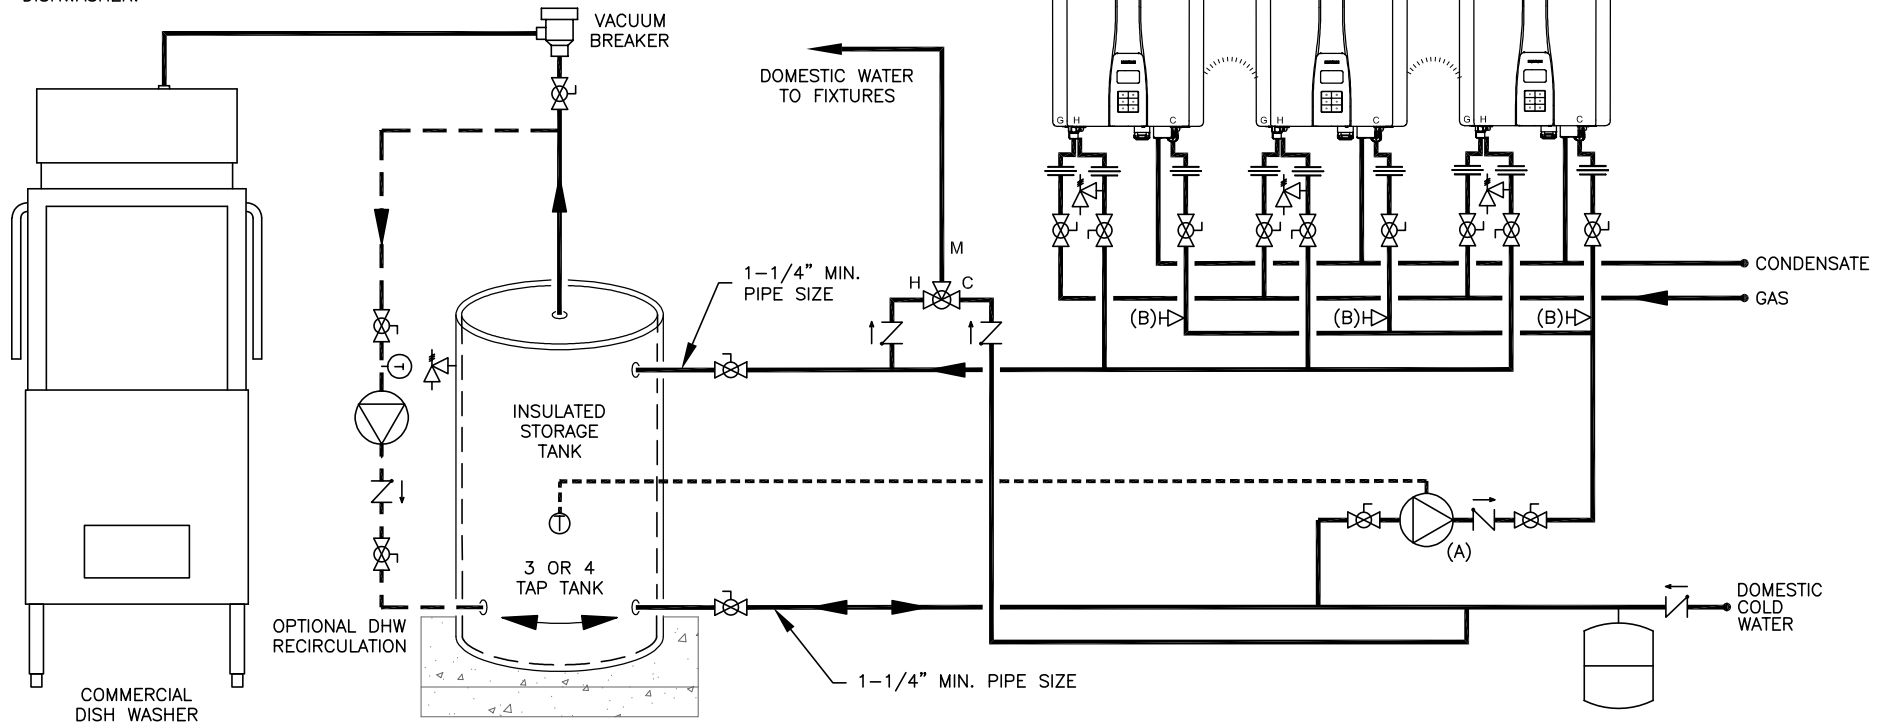 VACUUM
BREAKER
DOMESTIC WATER
TO FIXTURES
G H C
G H C
G H C
M
H C
1-1/4" MIN.
PIPE SIZE
CONDENSATE
GAS
(B)
(B)
(B)
T
INSULATED
STORAGE
TANK
T
3 OR 4
TAP TANK
(A)
DOMESTIC
COLD
WATER
OPTIONAL DHW
RECIRCULATION
1-1/4" MIN. PIPE SIZE
COMMERCIAL
DISH WASHER